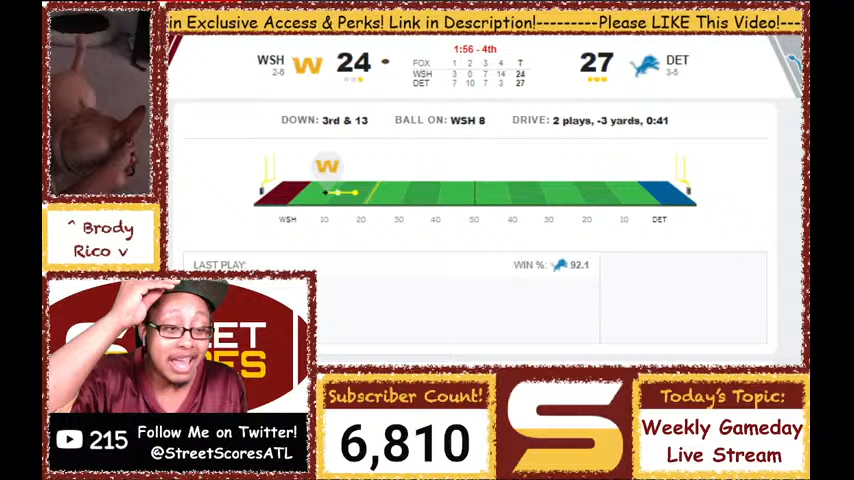 in Exclusive Access & Perks! Link in Description!----------Please LIKE This Video!---
1:56 - 4th
WSH W 24 27 DET
2-6 3-5
FOX 1 2 3 4 T
WSH 3 0 7 14 24
DET 7 10 7 3 27
DOWN: 3rd & 13 BALL ON: WSH 8 DRIVE: 2 plays, -3 yards, 0:41
W
WSH 10 20 30 40 50 40 30 20 10 DET
^ Brody
Rico v
LAST PLAY:
WIN %: 92.1
215
Follow Me on Twitter!
@StreetScoresATL
Subscriber Count!
6,810
S
Today's Topic:
Weekly Gameday
Live Stream